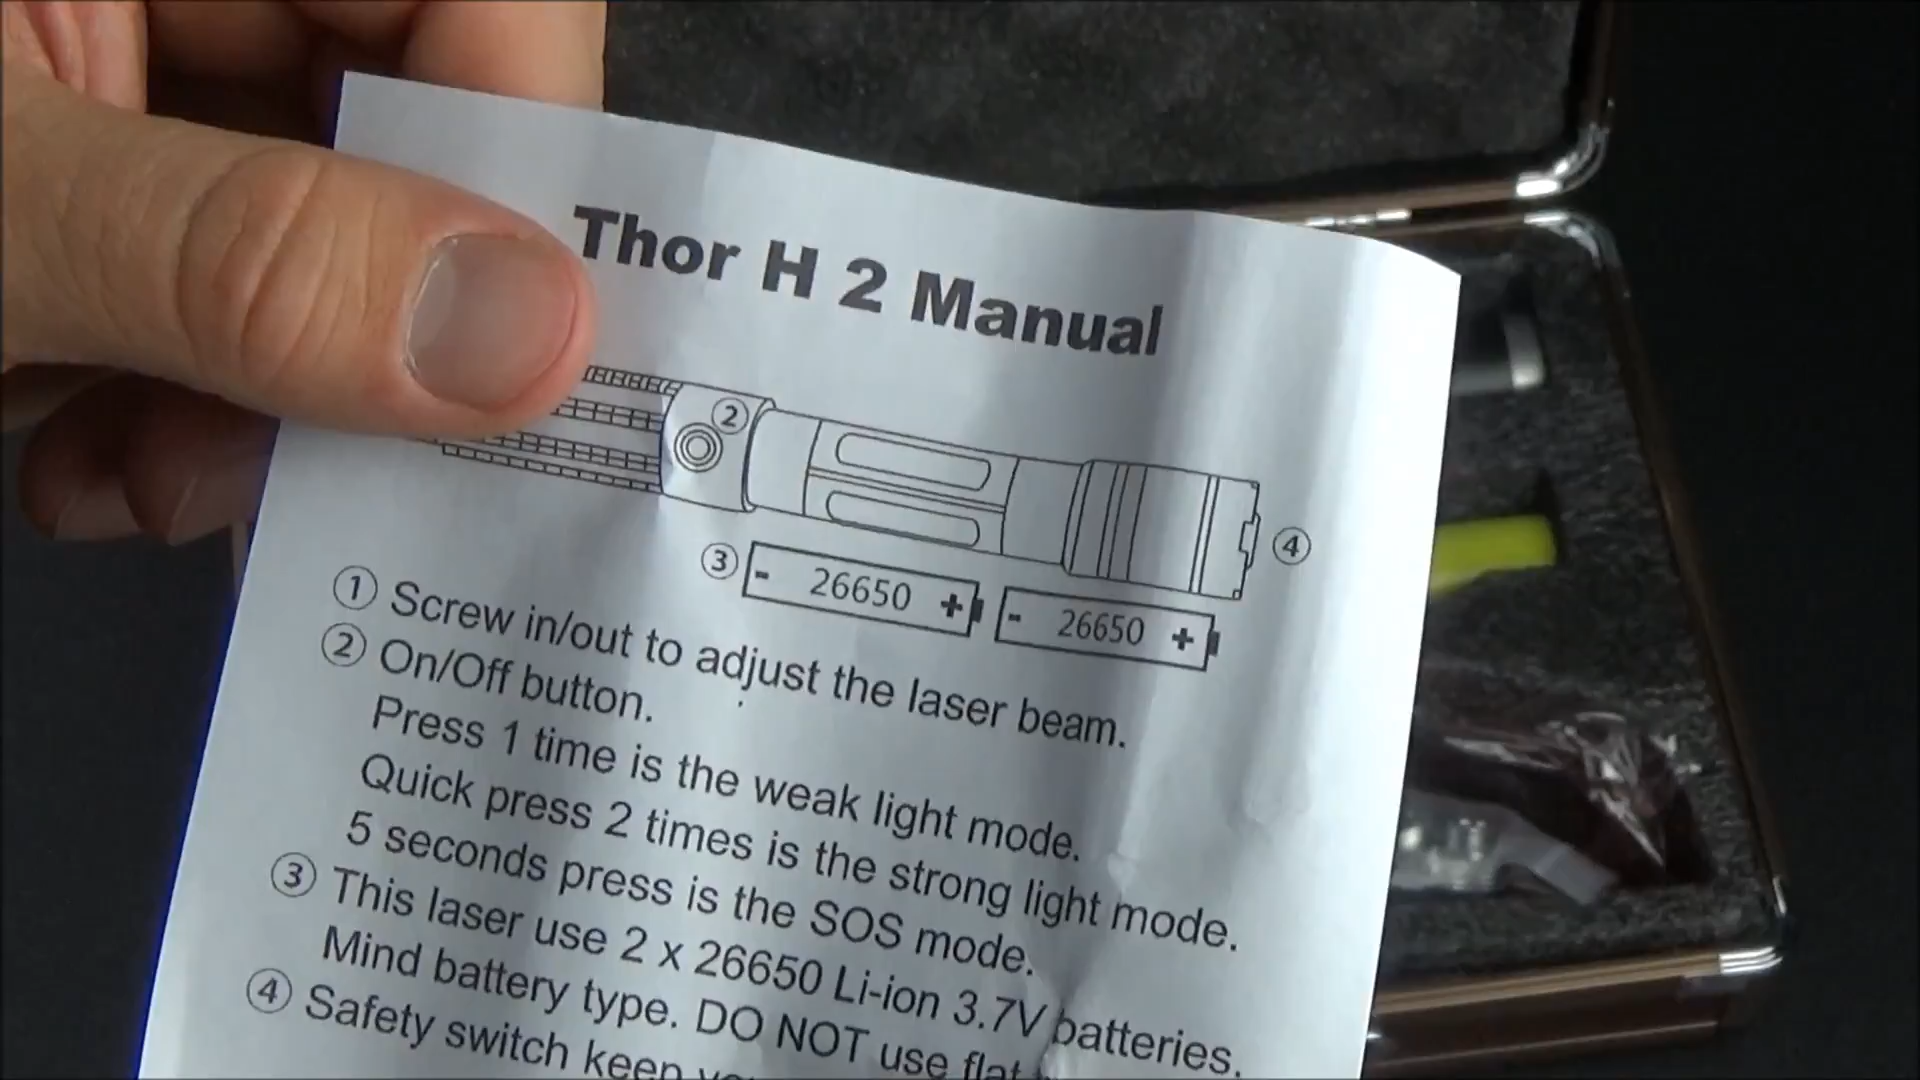 Thor H 2 Manual
②
④
③ - 26650 + - 26650 +
① Screw in/out to adjust the laser beam.
② On/Off button.
Press 1 time is the weak light mode.
Quick press 2 times is the strong light mode.
5 seconds press is the SOS mode.
③ This laser use 2 x 26650 Li-ion 3.7V batteries.
Mind battery type. DO NOT use flat
④ Safety switch keep